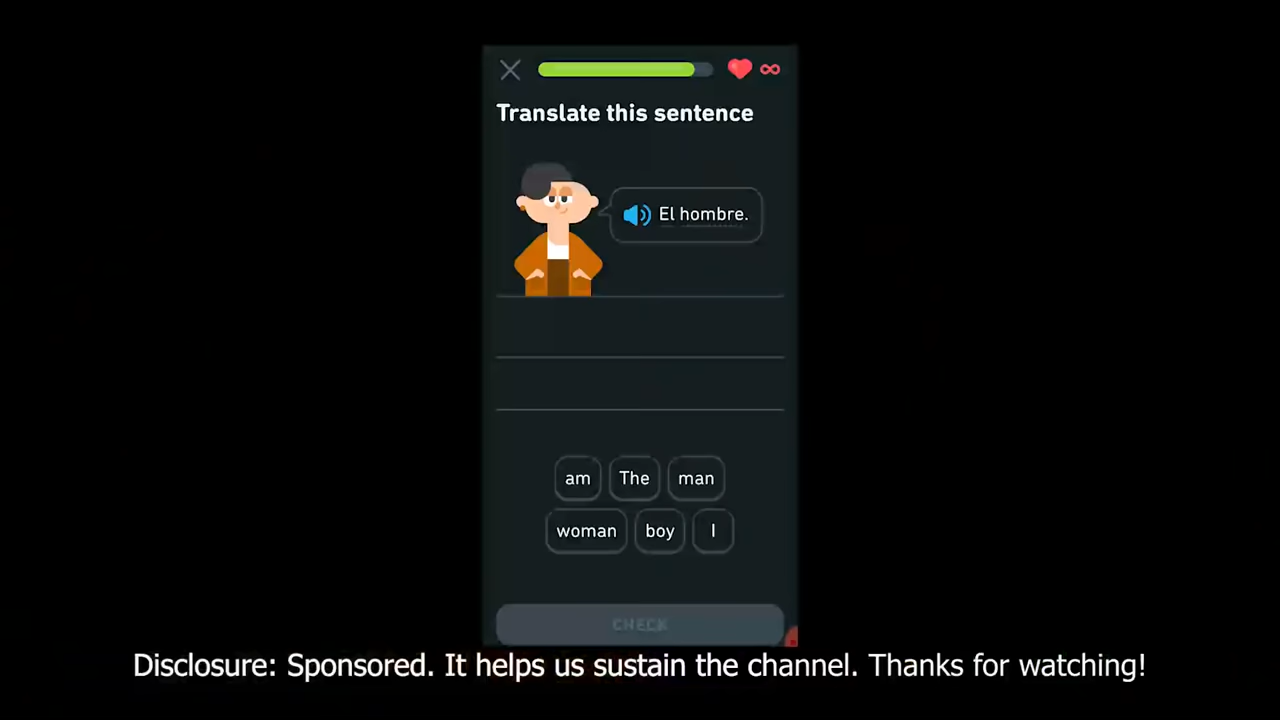 Translate this sentence
El hombre.
am The man
woman boy I
CHECK
Disclosure: Sponsored. It helps us sustain the channel. Thanks for watching!